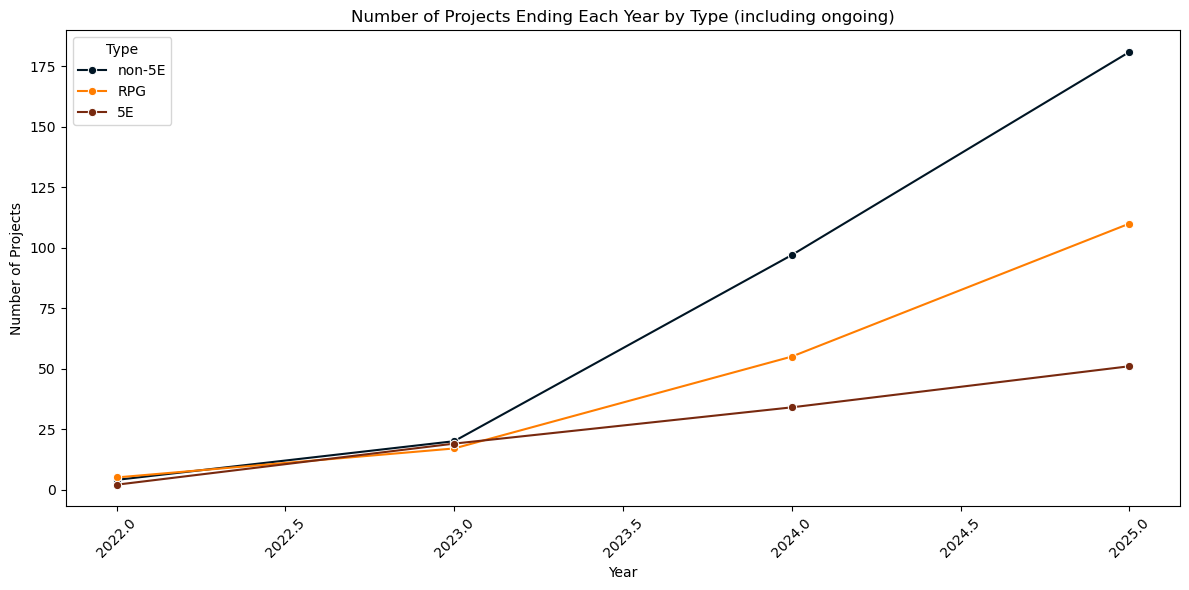 Number of Projects Ending Each Year by Type (including ongoing)
Type
non-5E
RPG
5E
Number of Projects
175
150
125
100
75
50
25
0
2022.0
2022.5
2023.0
2023.5
2024.0
2024.5
2025.0
Year